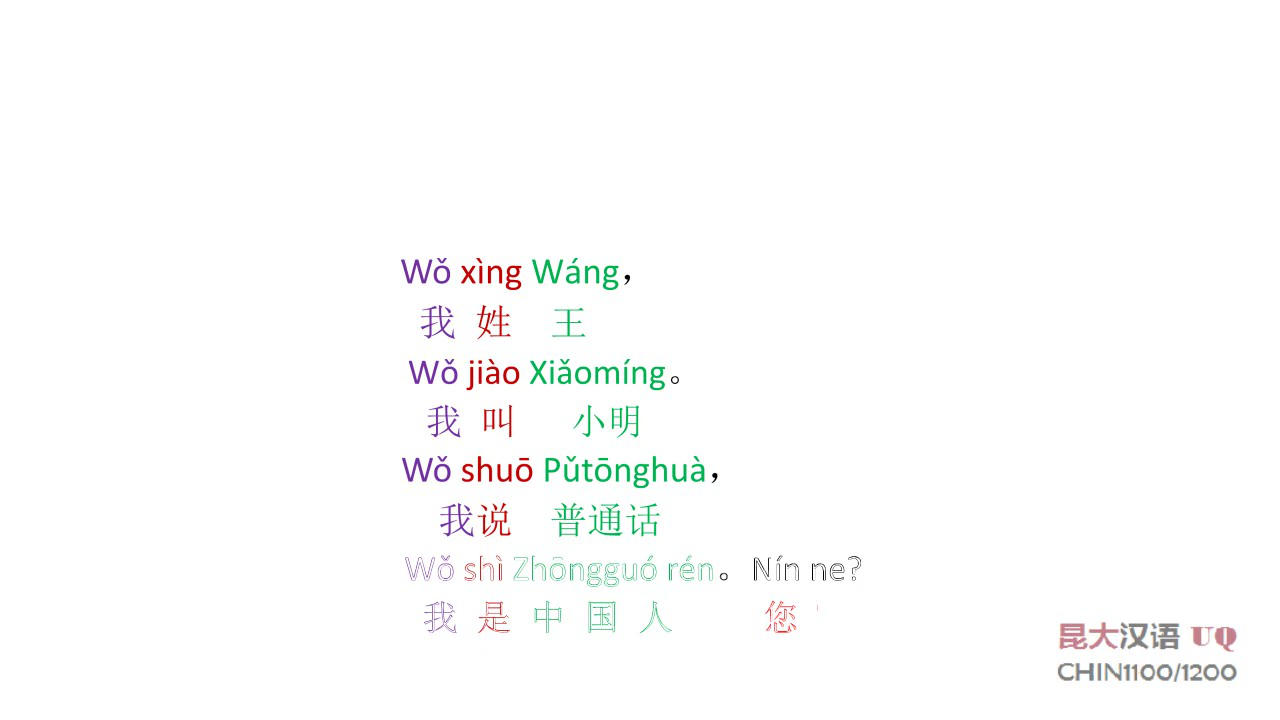 Wǒ xìng Wáng，
我 姓 王
Wǒ jiào Xiǎomíng。
我 叫 小明
Wǒ shuō Pǔtōnghuà，
我说 普通话
Wǒ shì Zhōngguó rén。Nín ne?
我 是 中 国 人 您
昆大汉语 UQ
CHIN1100/1200